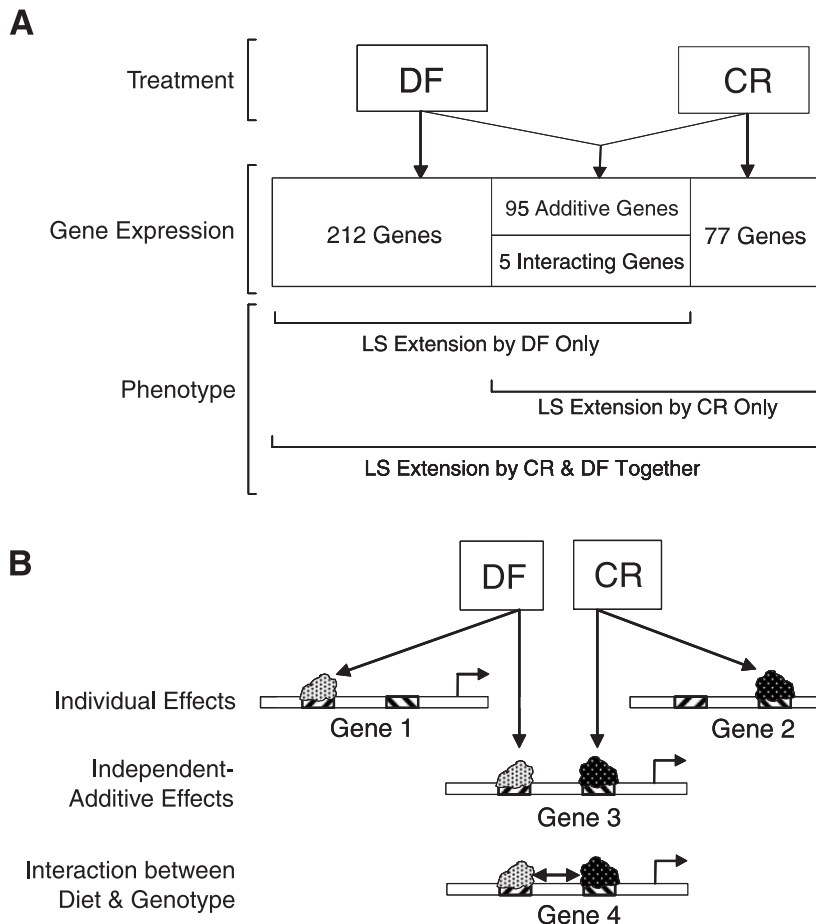 A
Treatment
DF
CR
Gene Expression
212 Genes
95 Additive Genes
5 Interacting Genes
77 Genes
LS Extension by DF Only
Phenotype
LS Extension by CR Only
LS Extension by CR & DF Together
B
DF
CR
Individual Effects
Gene 1
Gene 2
Independent-
Additive Effects
Gene 3
Interaction between
Diet & Genotype
Gene 4